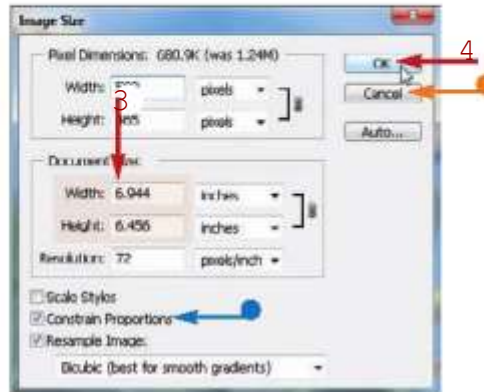 Image Size
Pixel Dimensions: 680.9K (was 1.24M)
Width: pixels
Height: pixels
Document
Width: 6.944 inches
Height: 6.456 inches
Resolution: 72 pixels/inch
Scale Styles
Constrain Proportions
Resample Image:
Bicubic (best for smooth gradients)
OK
Cancel
Auto...
3
4